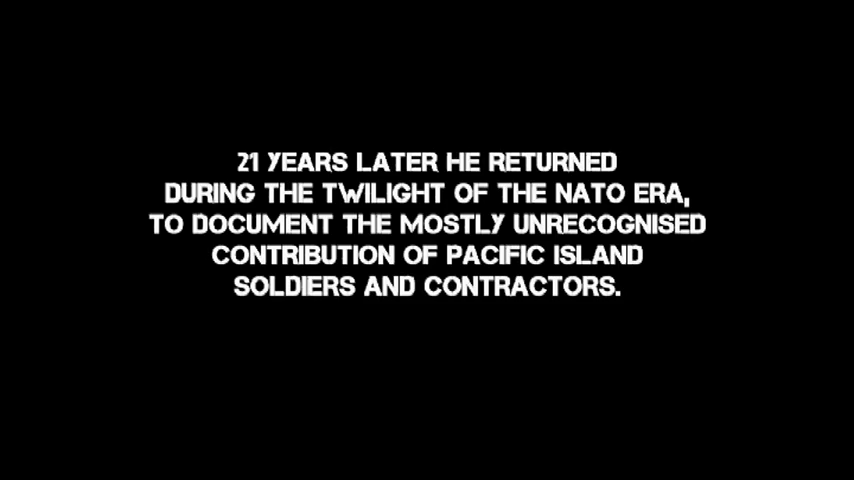 21 YEARS LATER HE RETURNED
DURING THE TWILIGHT OF THE NATO ERA,
TO DOCUMENT THE MOSTLY UNRECOGNISED
CONTRIBUTION OF PACIFIC ISLAND
SOLDIERS AND CONTRACTORS.